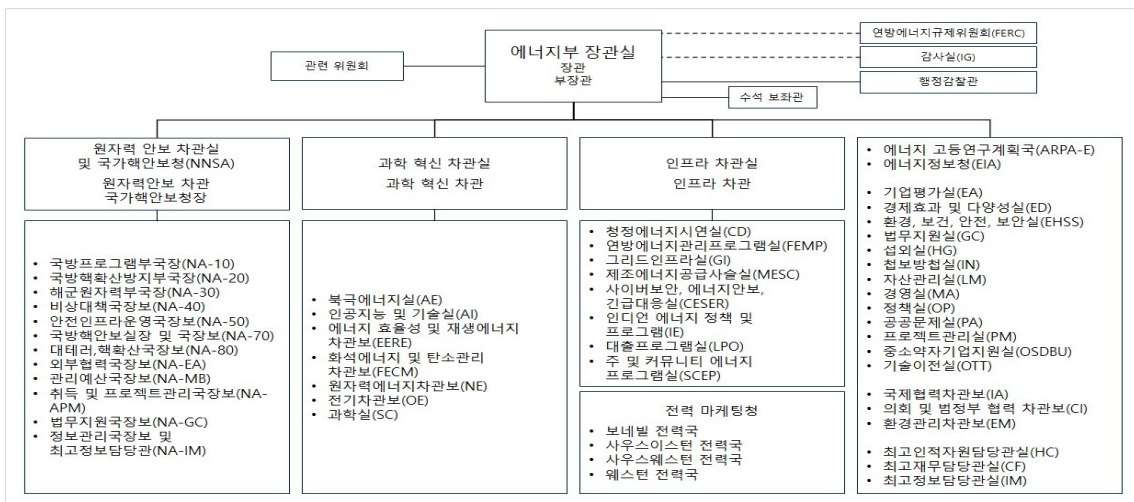 에너지부 장관실
장관
부장관
관련 위원회
연방에너지규제위원회(FERC)
감사실(IG)
행정감찰관
수석 보좌관
원자력 안보 차관실
및 국가핵안보청(NNSA)
원자력안보 차관
국가핵안보청장
• 국방프로그램부국장(NA-10)
• 국방핵확산방지부국장(NA-20)
• 해군원자력부국장(NA-30)
• 비상대책국장보(NA-40)
• 안전인프라운영국장보(NA-50)
• 국방핵안보실장 및 국장보(NA-70)
• 대테러,핵확산국장보(NA-80)
• 외부협력국장보(NA-EA)
• 관리예산국장보(NA-MB)
• 취득 및 프로젝트관리국장보(NA-
APM)
• 법무지원국장보(NA-GC)
• 정보관리국장보 및
최고정보담당관(NA-IM)
과학 혁신 차관실
과학 혁신 차관
• 북극에너지실(AE)
• 인공지능 및 기술실(AI)
• 에너지 효율성 및 재생에너지
차관보(EERE)
• 화석에너지 및 탄소관리
차관보(FECM)
• 원자력에너지차관보(NE)
• 전기차관보(OE)
• 과학실(SC)
인프라 차관실
인프라 차관
• 청정에너지시연실(CD)
• 연방에너지관리프로그램실(FEMP)
• 그리드인프라실(GI)
• 제조에너지공급사슬실(MESC)
• 사이버보안, 에너지안보,
긴급대응실(CESER)
• 인디언 에너지 정책 및
프로그램(IE)
• 대출프로그램실(LPO)
• 주 및 커뮤니티 에너지
프로그램실(SCEP)
전력 마케팅청
• 보네빌 전력국
• 사우스이스턴 전력국
• 사우스웨스턴 전력국
• 웨스턴 전력국
• 에너지 고등연구계획국(ARPA-E)
• 에너지정보청(EIA)
• 기업평가실(EA)
• 경제효과 및 다양성실(ED)
• 환경, 보건, 안전, 보안실(EHSS)
• 법무지원실(GC)
• 섭외실(HG)
• 첩보방첩실(IN)
• 자산관리실(LM)
• 경영실(MA)
• 정책실(OP)
• 공공문제실(PA)
• 프로젝트관리실(PM)
• 중소약자기업지원실(OSDBU)
• 기술이전실(OTT)
• 국제협력차관보(IA)
• 의회 및 범정부 협력 차관보(CI)
• 환경관리차관보(EM)
• 최고인적자원담당관실(HC)
• 최고재무담당관실(CF)
• 최고정보담당관실(IM)